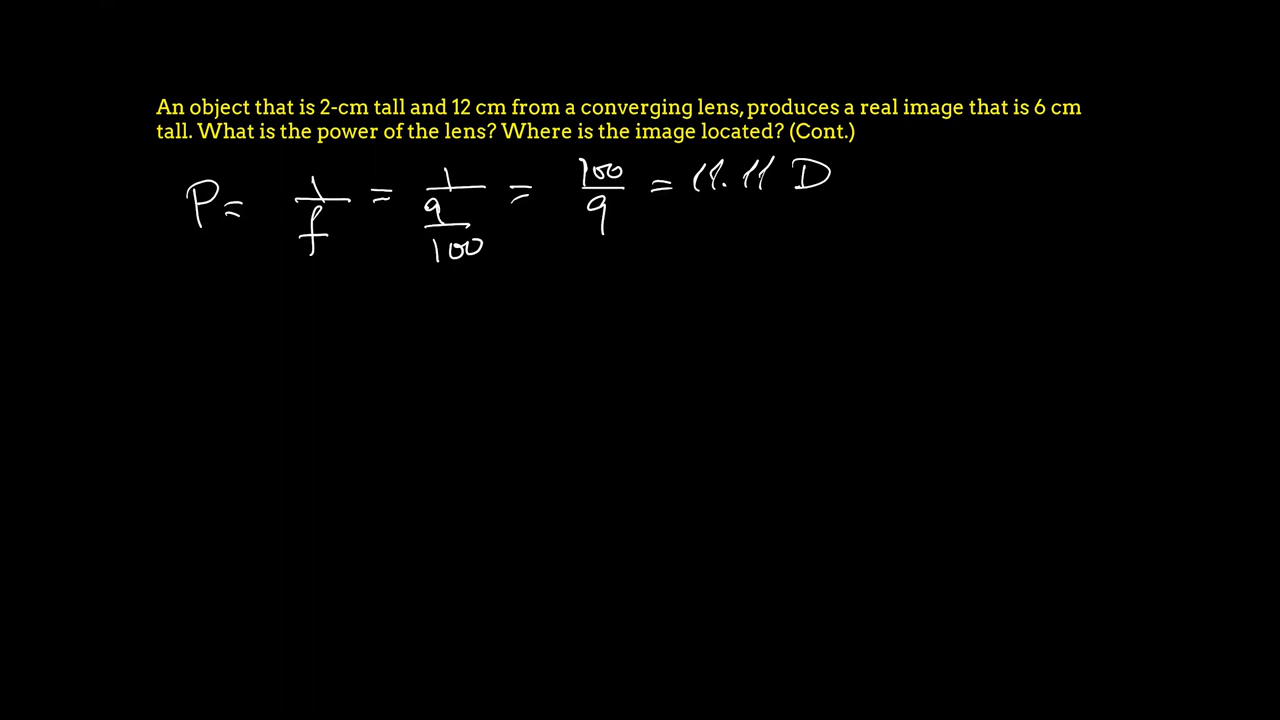 An object that is 2-cm tall and 12 cm from a converging lens, produces a real image that is 6 cm
tall. What is the power of the lens? Where is the image located? (Cont.)
P = 1/f = 1/(9/100) = 100/9 = 11.11 D